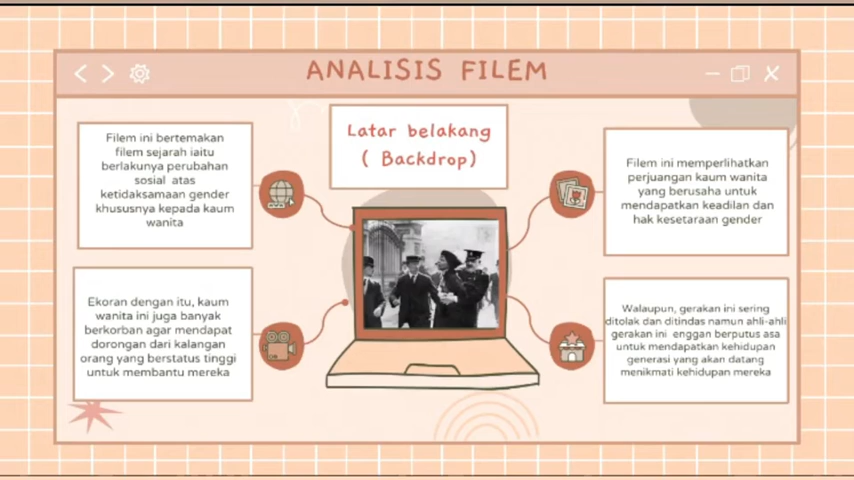 ANALISIS FILEM
Latar belakang
( Backdrop)
Filem ini bertemakan
filem sejarah iaitu
berlakunya perubahan
sosial atas
ketidaksamaan gender
khususnya kepada kaum
wanita
Ekoran dengan itu, kaum
wanita ini juga banyak
berkorban agar mendapat
dorongan dari kalangan
orang yang berstatus tinggi
untuk membantu mereka
Filem ini memperlihatkan
perjuangan kaum wanita
yang berusaha untuk
mendapatkan keadilan dan
hak kesetaraan gender
Walaupun, gerakan ini sering
ditolak dan ditindas namun ahli-ahli
gerakan ini enggan berputus asa
untuk mendapatkan kehidupan
generasi yang akan datang
menikmati kehidupan mereka